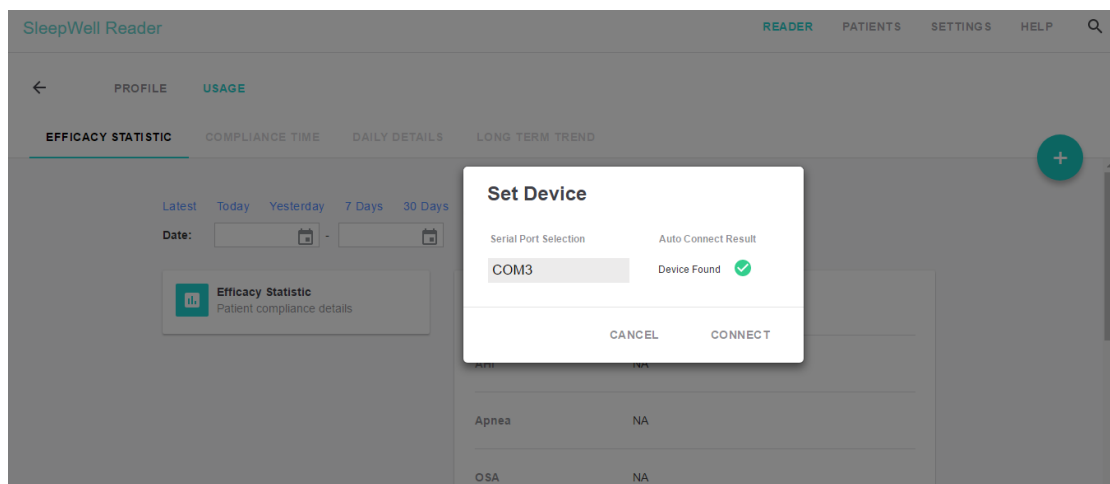 SleepWell Reader
READER PATIENTS SETTINGS HELP
PROFILE USAGE
EFFICACY STATISTIC COMPLIANCE TIME DAILY DETAILS LONG TERM TREND
+
Latest Today Yesterday 7 Days 30 Days
Date: -
Efficacy Statistic
Patient compliance details
Set Device
Serial Port Selection Auto Connect Result
COM3 Device Found
CANCEL CONNECT
AHI NA
Apnea NA
OSA NA